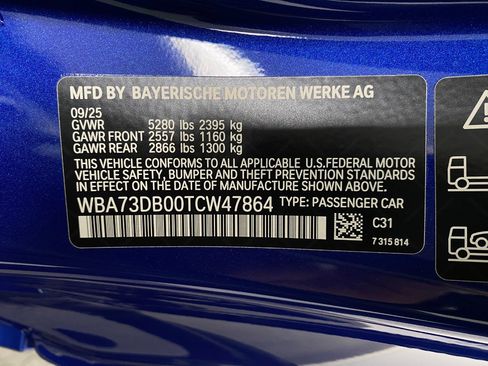 MFD BY BAYERISCHE MOTOREN WERKE AG
09/25
GVWR 5280 lbs 2395 kg
GAWR FRONT 2557 lbs 1160 kg
GAWR REAR 2866 lbs 1300 kg
THIS VEHICLE CONFORMS TO ALL APPLICABLE U.S.FEDERAL MOTOR
VEHICLE SAFETY, BUMPER AND THEFT PREVENTION STANDARDS
IN EFFECT ON THE DATE OF MANUFACTURE SHOWN ABOVE.
WBA73DB00TCW47864 TYPE: PASSENGER CAR
C31
7 315 814